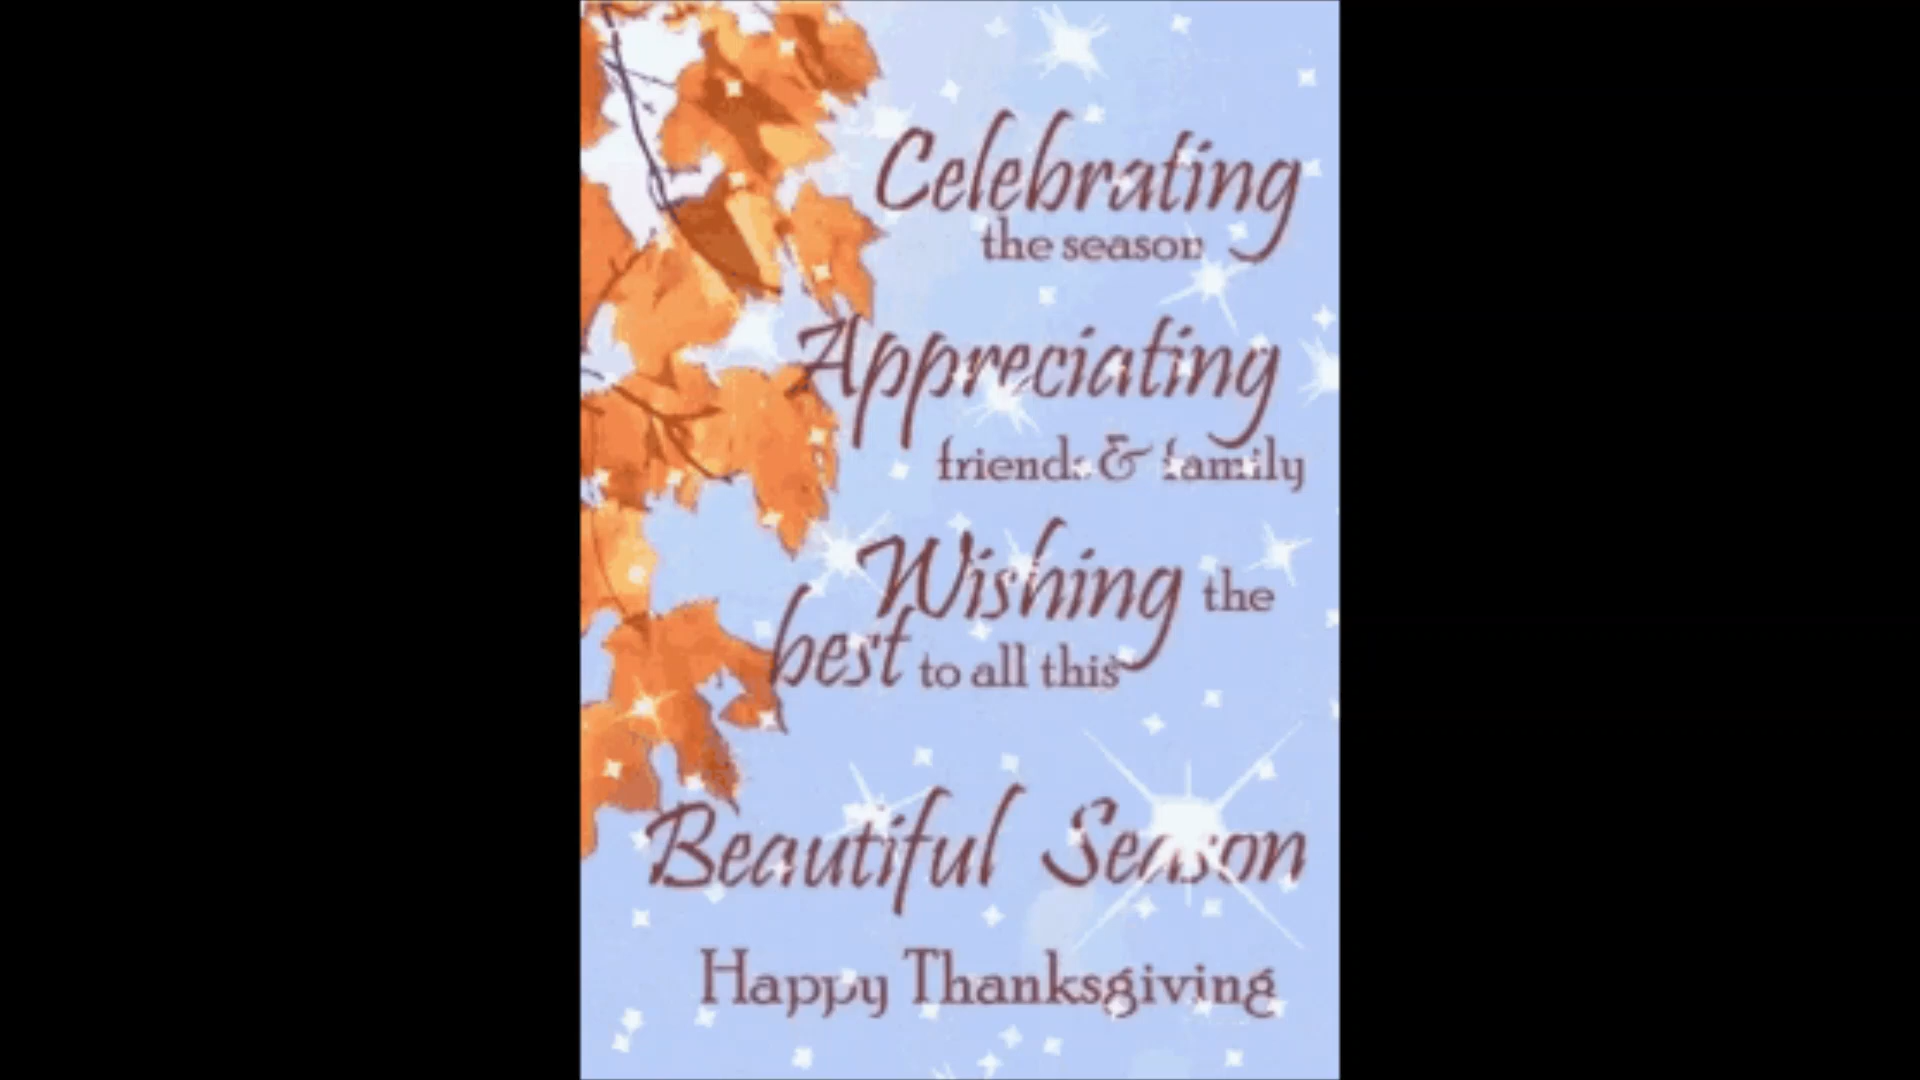 Celebrating
the season
Appreciating
friends & family
Wishing the
best to all this
Beautiful Season
Happy Thanksgiving